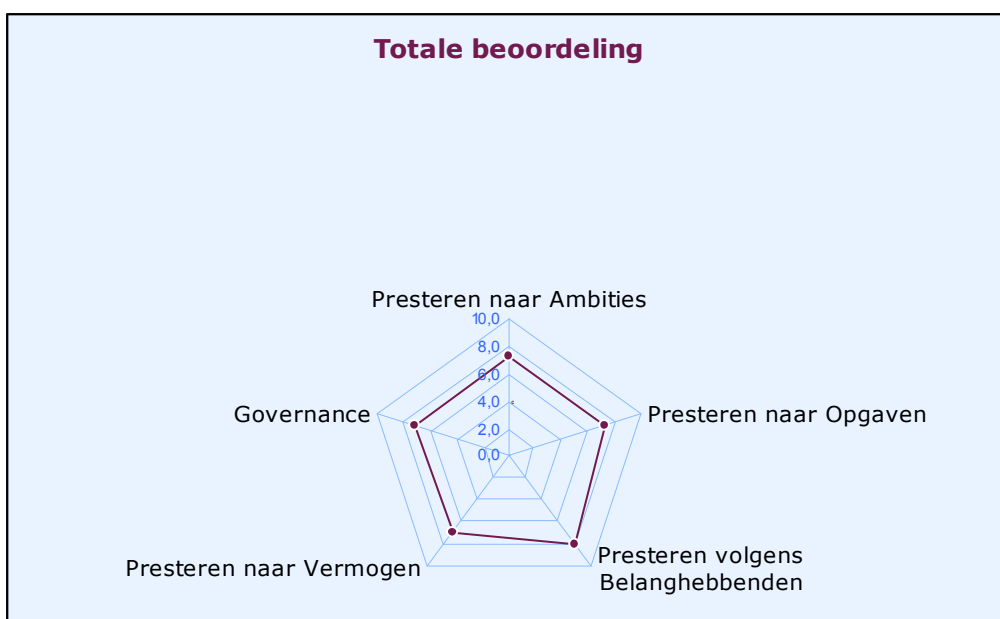 Totale beoordeling
Presteren naar Ambities
10,0
8,0
6,0
4,0
2,0
0,0
Governance
Presteren naar Opgaven
Presteren naar Vermogen
Presteren volgens
Belanghebbenden